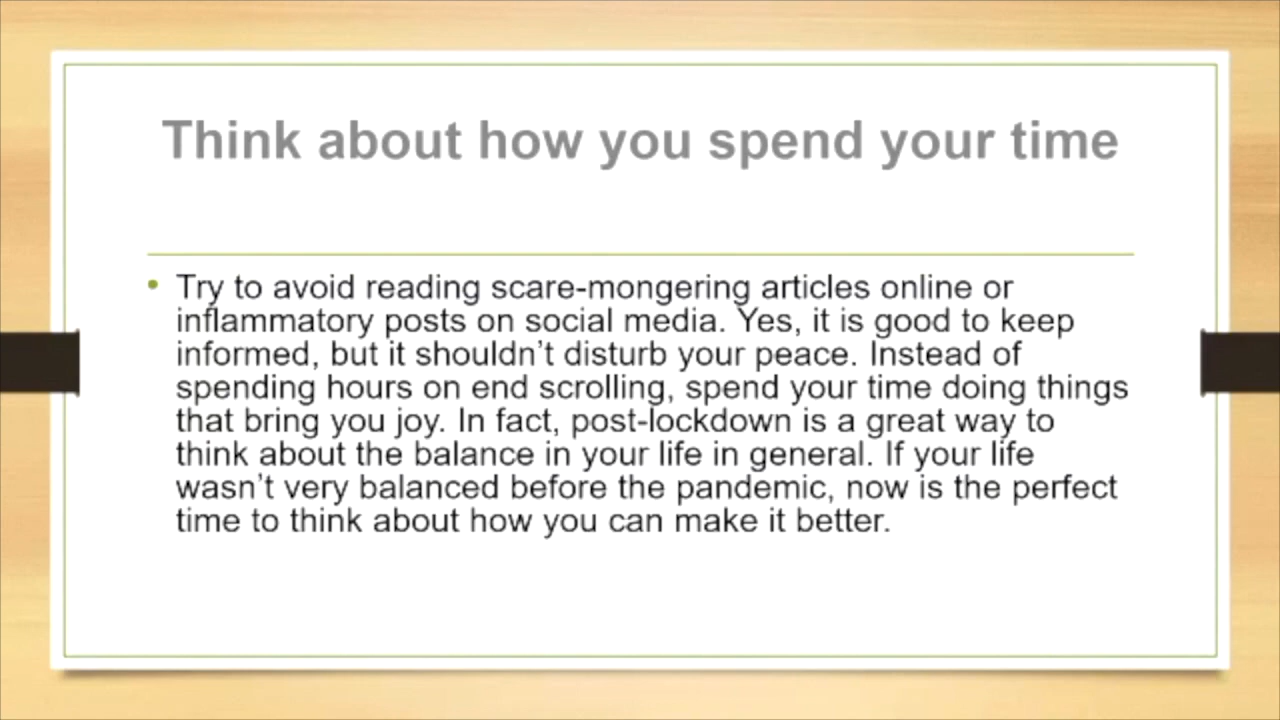 Think about how you spend your time
• Try to avoid reading scare-mongering articles online or
inflammatory posts on social media. Yes, it is good to keep
informed, but it shouldn’t disturb your peace. Instead of
spending hours on end scrolling, spend your time doing things
that bring you joy. In fact, post-lockdown is a great way to
think about the balance in your life in general. If your life
wasn’t very balanced before the pandemic, now is the perfect
time to think about how you can make it better.